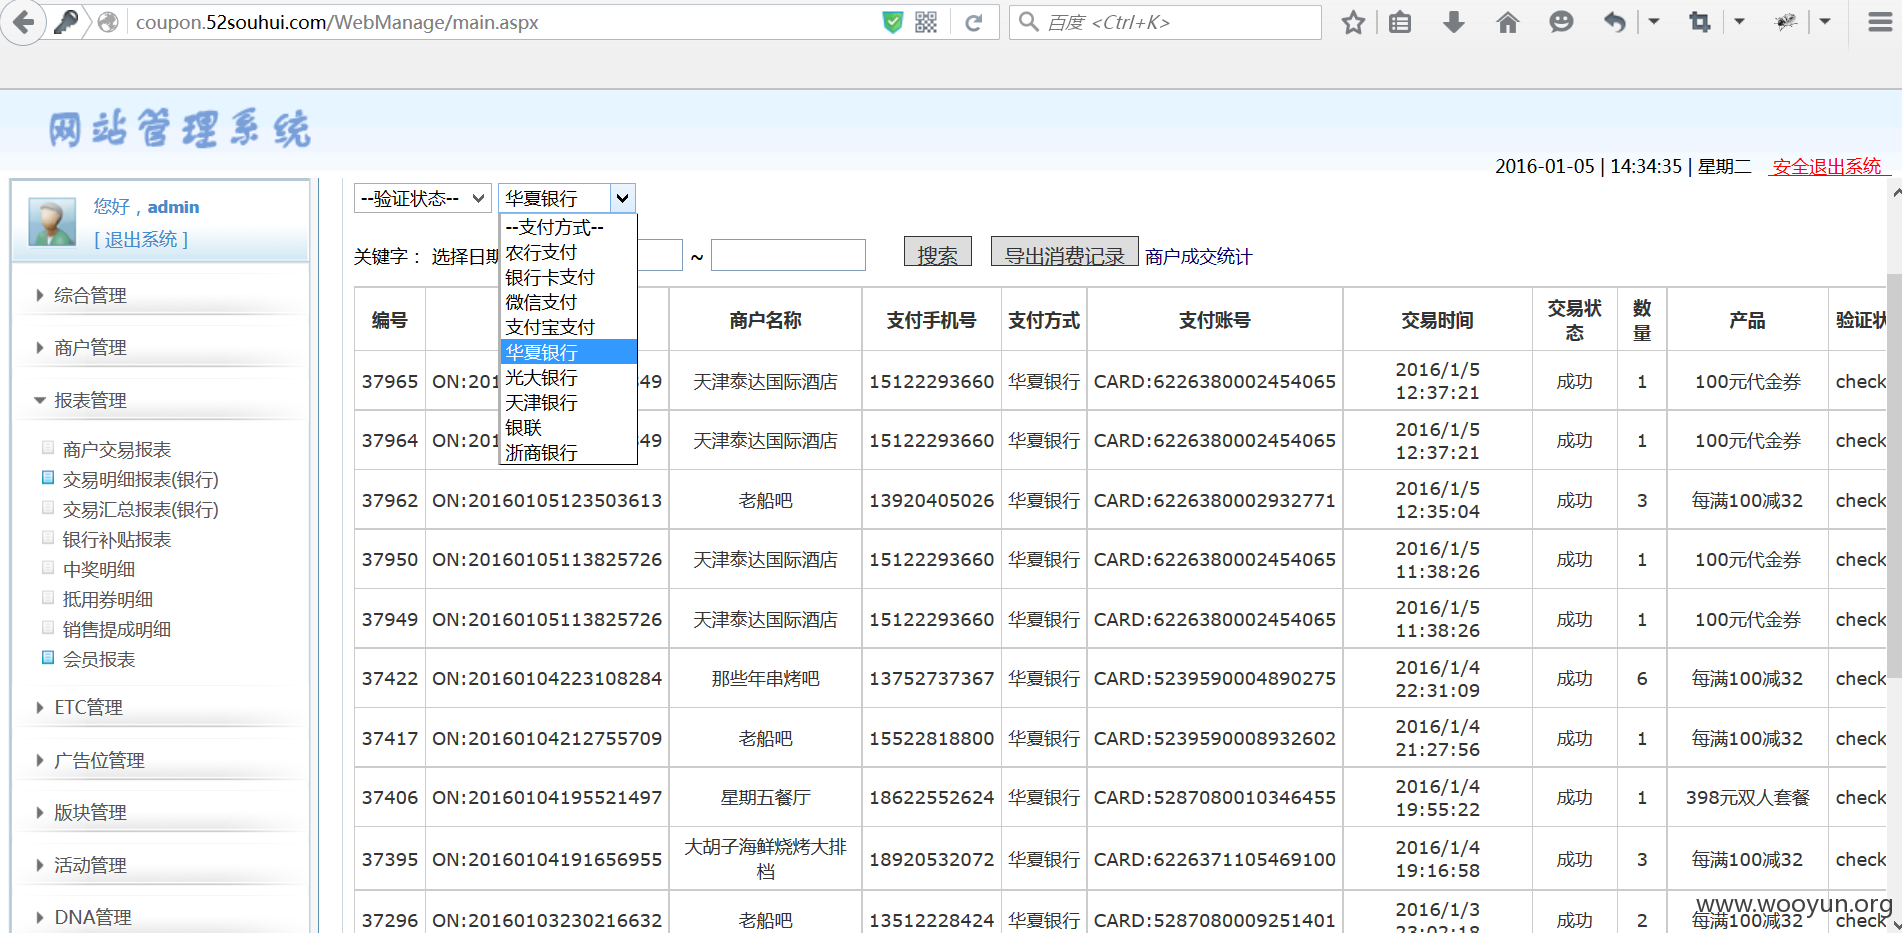 coupon.52souhui.com/WebManage/main.aspx
百度 <Ctrl+K>
网站管理系统
2016-01-05 | 14:34:35 | 星期二 安全退出系统
您好，admin
[ 退出系统 ]
综合管理
商户管理
报表管理
商户交易报表
交易明细报表(银行)
交易汇总报表(银行)
银行补贴报表
中奖明细
抵用券明细
销售提成明细
会员报表
ETC管理
广告位管理
版块管理
活动管理
DNA管理
--验证状态-- 华夏银行
--支付方式--
农行支付
银行卡支付
微信支付
支付宝支付
华夏银行
光大银行
天津银行
银联
浙商银行
关键字： 选择日期 ~ 搜索 导出消费记录 商户成交统计
编号 商户名称 支付手机号 支付方式 支付账号 交易时间 交易状态 数量 产品 验证状
37965 ON:201 49 天津泰达国际酒店 15122293660 华夏银行 CARD:6226380002454065 2016/1/5 12:37:21 成功 1 100元代金券 check
37964 ON:201 49 天津泰达国际酒店 15122293660 华夏银行 CARD:6226380002454065 2016/1/5 12:37:21 成功 1 100元代金券 check
37962 ON:20160105123503613 老船吧 13920405026 华夏银行 CARD:6226380002932771 2016/1/5 12:35:04 成功 3 每满100减32 check
37950 ON:20160105113825726 天津泰达国际酒店 15122293660 华夏银行 CARD:6226380002454065 2016/1/5 11:38:26 成功 1 100元代金券 check
37949 ON:20160105113825726 天津泰达国际酒店 15122293660 华夏银行 CARD:6226380002454065 2016/1/5 11:38:26 成功 1 100元代金券 check
37422 ON:20160104223108284 那些年串烤吧 13752737367 华夏银行 CARD:5239590004890275 2016/1/4 22:31:09 成功 6 每满100减32 check
37417 ON:20160104212755709 老船吧 15522818800 华夏银行 CARD:5239590008932602 2016/1/4 21:27:56 成功 1 每满100减32 check
37406 ON:20160104195521497 星期五餐厅 18622552624 华夏银行 CARD:5287080010346455 2016/1/4 19:55:22 成功 1 398元双人套餐 check
37395 ON:20160104191656955 大胡子海鲜烧烤大排档 18920532072 华夏银行 CARD:6226371105469100 2016/1/4 19:16:58 成功 3 每满100减32 check
37296 ON:20160103230216632 老船吧 13512228424 华夏银行 CARD:5287080009251401 2016/1/3 23:02:18 成功 2 每满100减32 check
www.wooyun.org